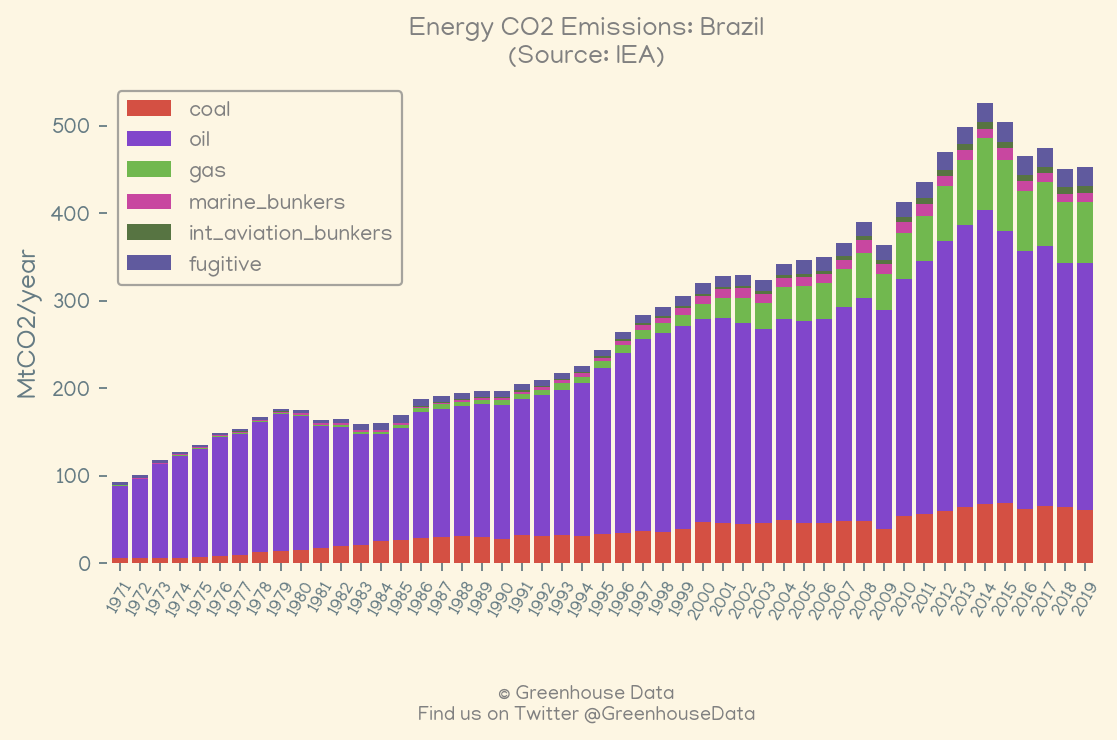 Energy CO2 Emissions: Brazil
(Source: IEA)
coal
oil
gas
marine_bunkers
int_aviation_bunkers
fugitive
MtCO2/year
500
400
300
200
100
0
1971 1972 1973 1974 1975 1976 1977 1978 1979 1980 1981 1982 1983 1984 1985 1986 1987 1988 1989 1990 1991 1992 1993 1994 1995 1996 1997 1998 1999 2000 2001 2002 2003 2004 2005 2006 2007 2008 2009 2010 2011 2012 2013 2014 2015 2016 2017 2018 2019
© Greenhouse Data
Find us on Twitter @GreenhouseData